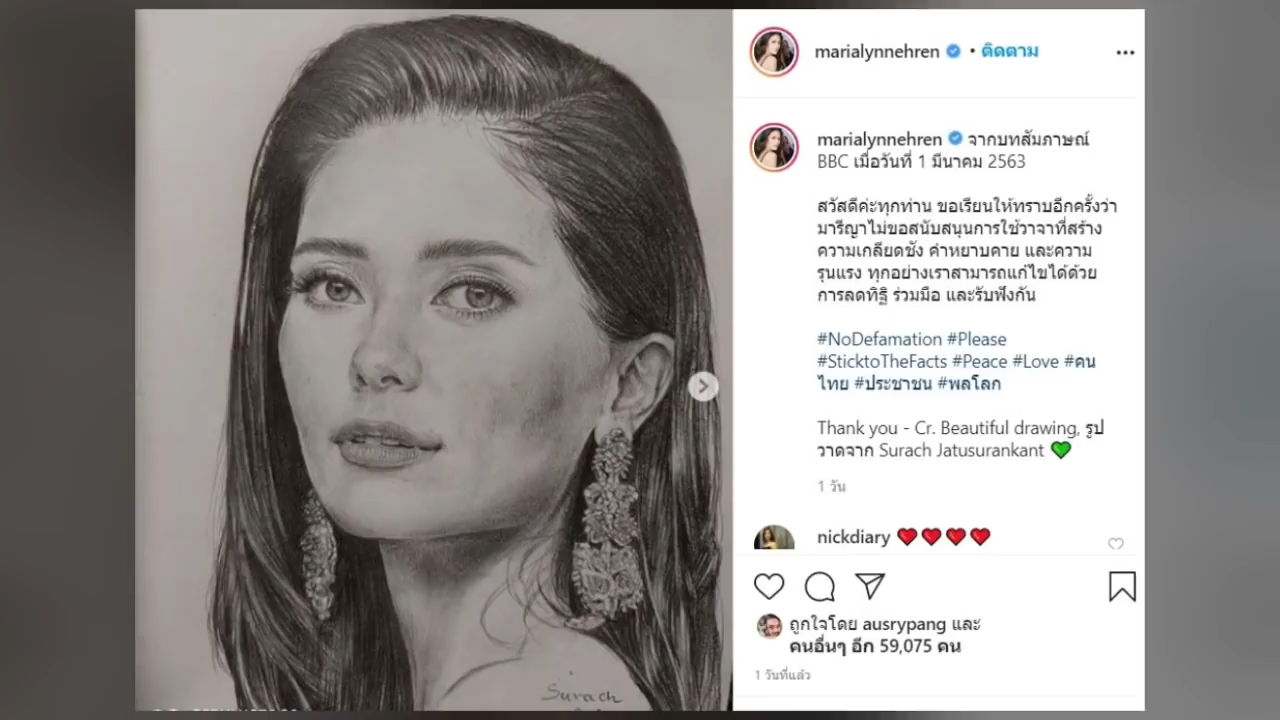 marialynnehren • ติดตาม
marialynnehren จากบทสัมภาษณ์
BBC เมื่อวันที่ 1 มีนาคม 2563
สวัสดีค่ะทุกท่าน ขอเรียนให้ทราบอีกครั้งว่า
มารีญาไม่ขอสนับสนุนการใช้วาจาที่สร้าง
ความเกลียดชัง คำหยาบคาย และความ
รุนแรง ทุกอย่างเราสามารถแก้ไขได้ด้วย
การลดทิฐิ ร่วมมือ และรับฟังกัน
#NoDefamation #Please
#SticktoTheFacts #Peace #Love #คน
ไทย #ประชาชน #พลโลก
Thank you - Cr. Beautiful drawing, รูป
วาดจาก Surach Jatusurankant 💚
1 วัน
nickdiary ❤️❤️❤️❤️
ถูกใจโดย ausrypang และ
คนอื่นๆ อีก 59,075 คน
1 วันที่แล้ว
Surach